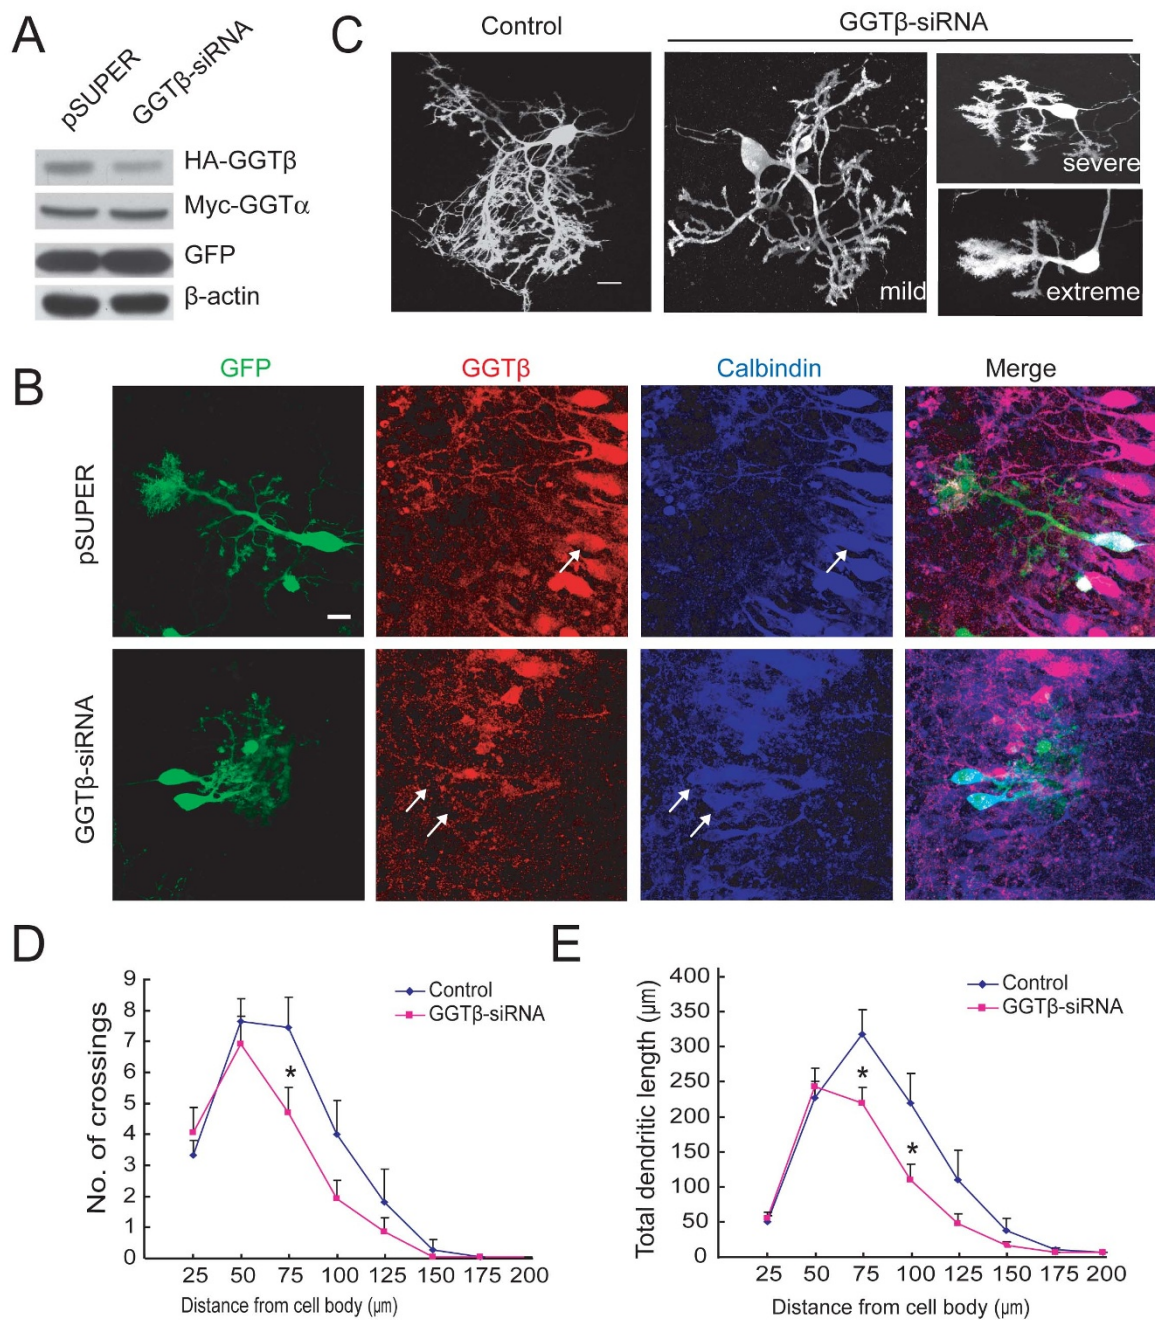 A
pSUPER
GGTβ-siRNA
HA-GGTβ
Myc-GGTα
GFP
β-actin
C
Control
GGTβ-siRNA
mild
severe
extreme
B
GFP
GGTβ
Calbindin
Merge
pSUPER
GGTβ-siRNA
D
No. of crossings
9
8
7
6
5
4
3
2
1
0
Control
GGTβ-siRNA
*
25 50 75 100 125 150 175 200
Distance from cell body (µm)
E
Total dendritic length (µm)
400
350
300
250
200
150
100
50
0
Control
GGTβ-siRNA
*
*
25 50 75 100 125 150 175 200
Distance from cell body (µm)